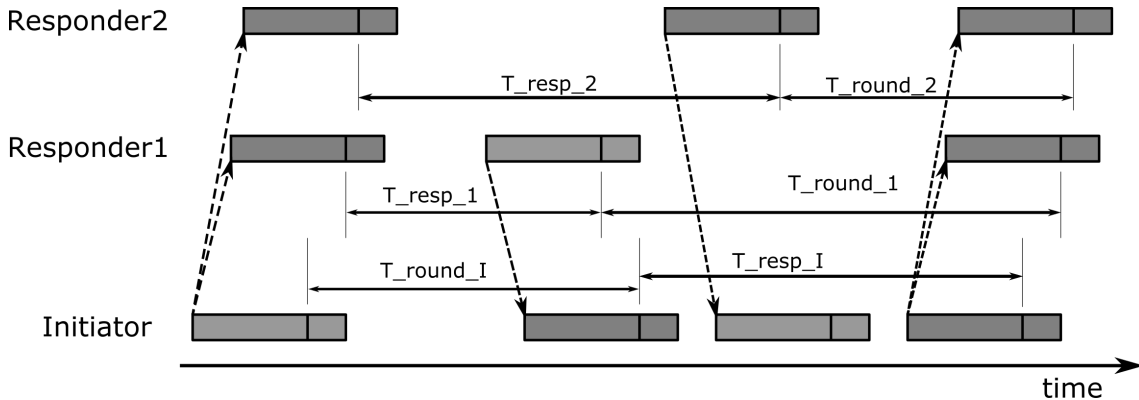 Responder2
T_resp_2
T_round_2
Responder1
T_resp_1
T_round_1
T_round_I
T_resp_I
Initiator
time